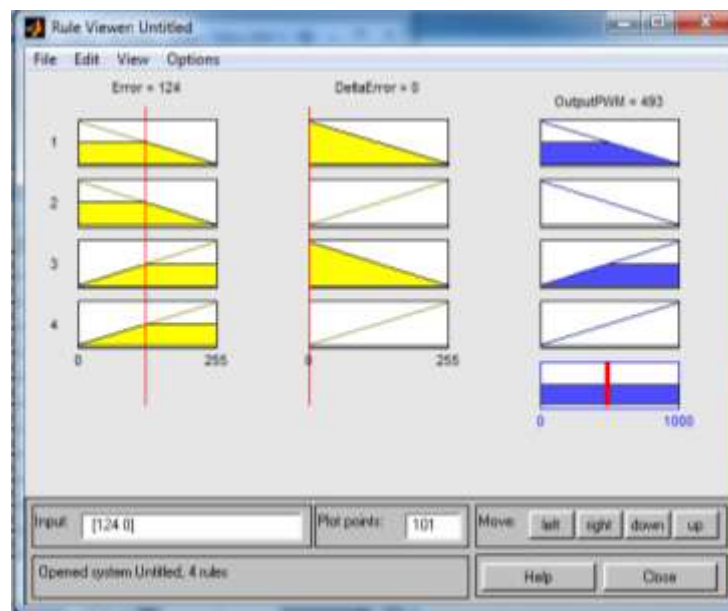 Rule Viewer: Untitled
File Edit View Options
Error = 124
DeltaError = 0
OutputPWM = 493
1
2
3
4
0 255
0 255
0 1000
Input: [124 0]
Plot points: 101
Move: left right down up
Opened system Untitled, 4 rules
Help Close